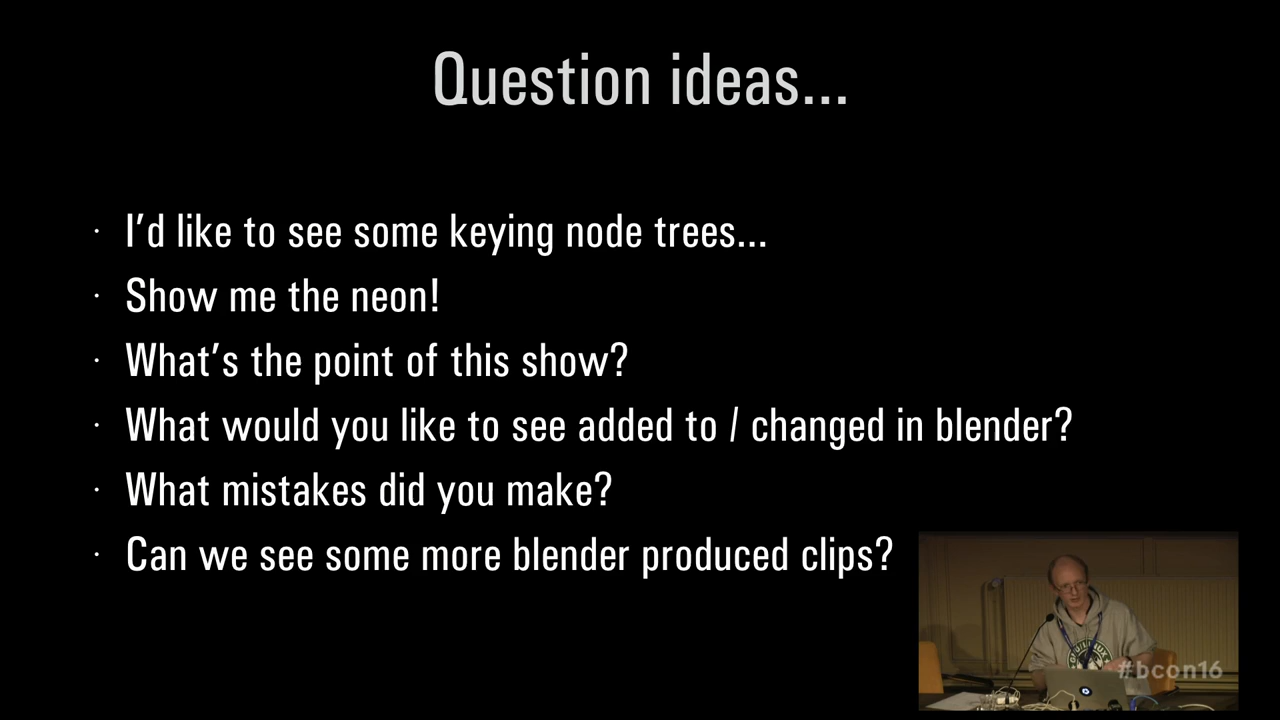 Question ideas...
· I’d like to see some keying node trees...
· Show me the neon!
· What’s the point of this show?
· What would you like to see added to / changed in blender?
· What mistakes did you make?
· Can we see some more blender produced clips?
GNU/LINUX
#bcon16